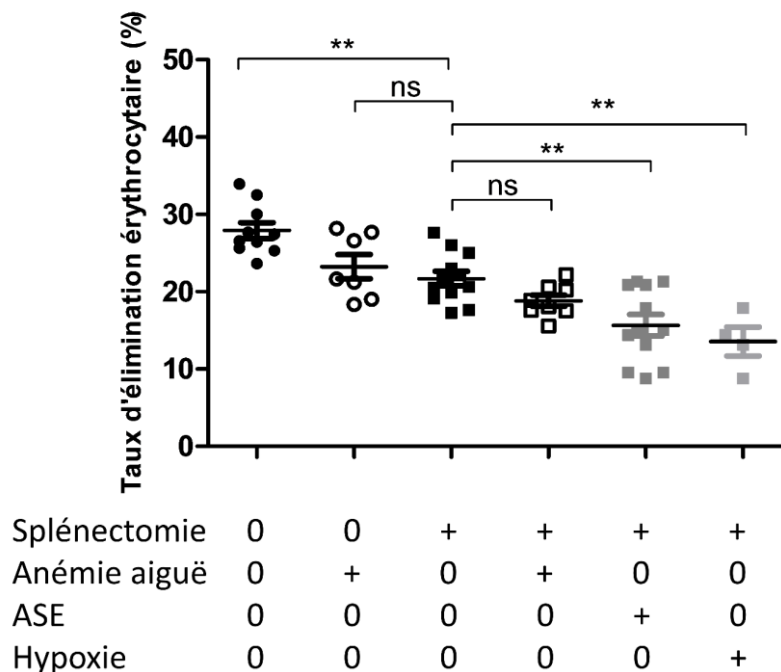 Taux d'élimination érythrocytaire (%)
50
40
30
20
10
0
**
ns
**
**
ns
Splénectomie 0 0 + + + +
Anémie aiguë 0 + 0 + 0 0
ASE 0 0 0 0 + 0
Hypoxie 0 0 0 0 0 +